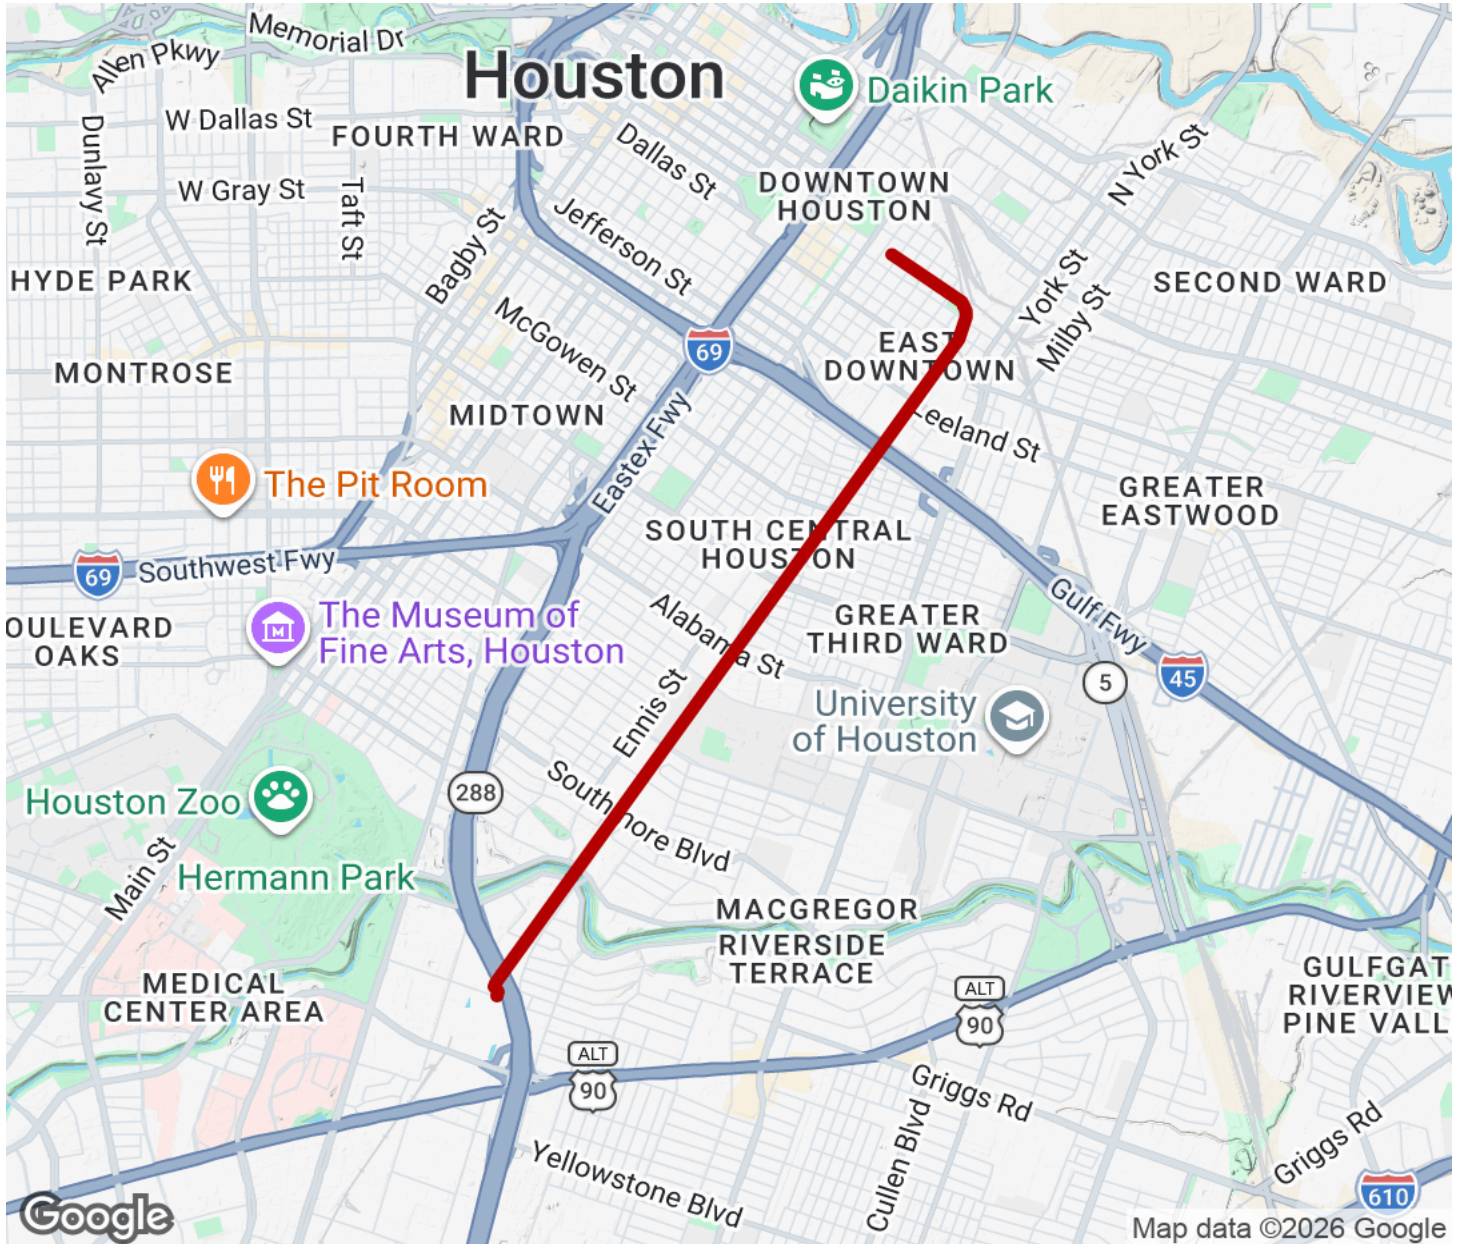 Memorial Dr
Allen Pkwy
Houston
Daikin Park
W Dallas St
FOURTH WARD
Dallas St
N York St
Dunlavy St
W Gray St
Taft St
DOWNTOWN
HOUSTON
Bagby St
Jefferson St
HYDE PARK
York St
SECOND WARD
Milby St
McGowen St
69
EAST
DOWNTOWN
MONTROSE
MIDTOWN
Leeland St
Eastex Fwy
The Pit Room
GREATER
EASTWOOD
SOUTH CENTRAL
HOUSTON
69
Southwest Fwy
Alabama St
Gulf Fwy
OULEVARD
OAKS
The Museum of
Fine Arts, Houston
GREATER
THIRD WARD
45
5
Ennis St
University
of Houston
Houston Zoo
288
Southmore Blvd
Main St
Hermann Park
MACGREGOR
RIVERSIDE
TERRACE
MEDICAL
CENTER AREA
GULFGAT
RIVERVIEW
PINE VALL
ALT
90
ALT
90
Griggs Rd
Cullen Blvd
Griggs Rd
Yellowstone Blvd
610
Google
Map data ©2026 Google